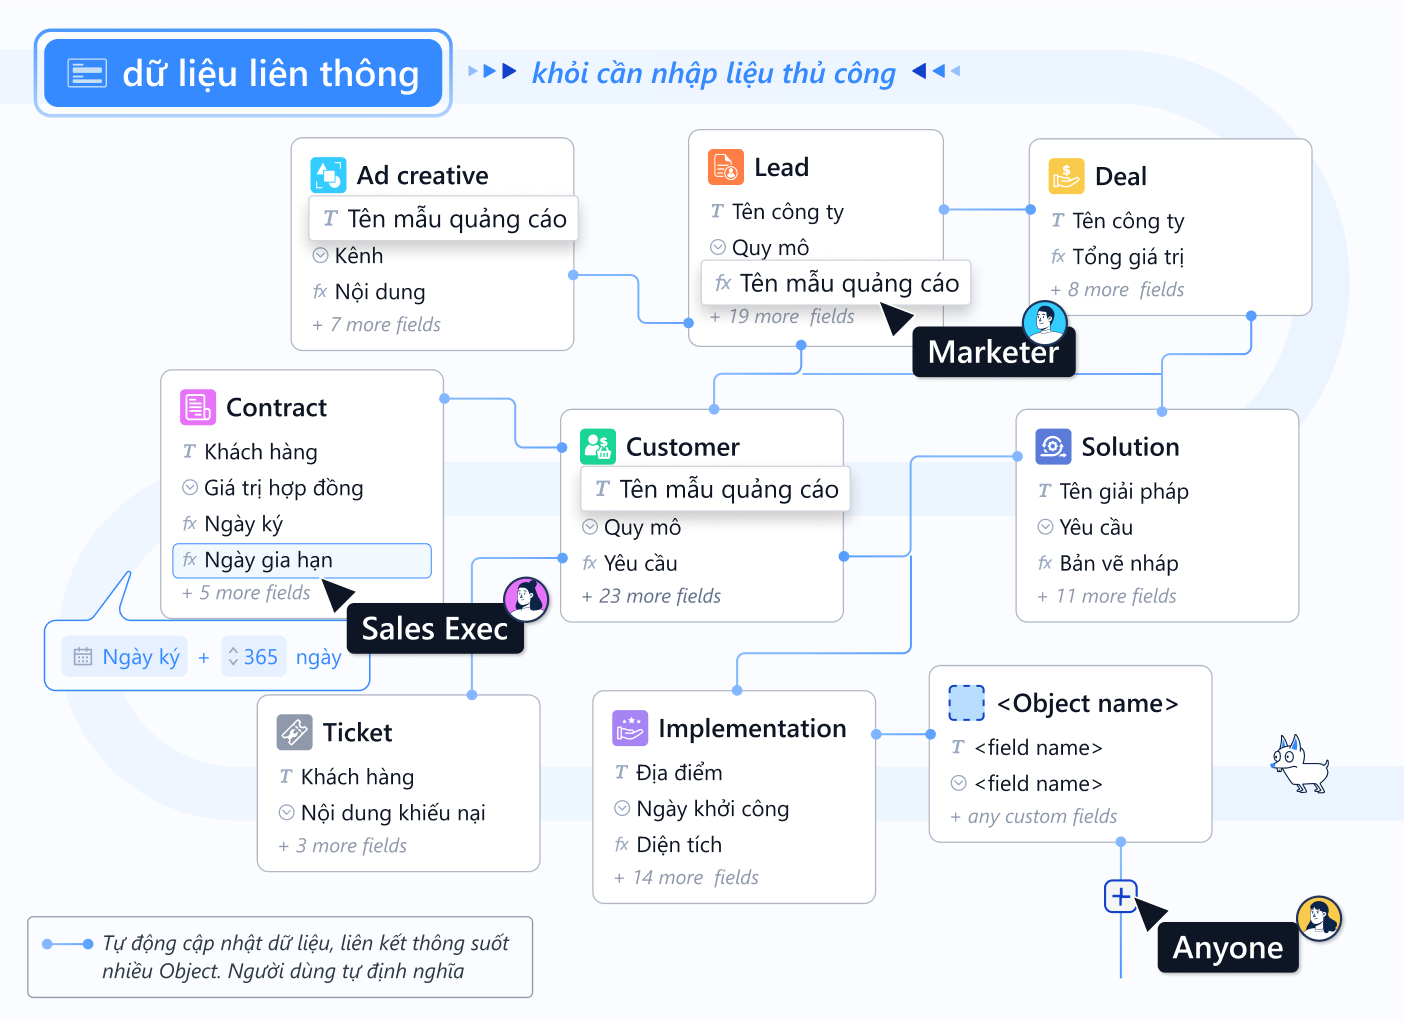 dữ liệu liên thông
khỏi cần nhập liệu thủ công
Ad creative
T Tên mẫu quảng cáo
Kênh
fx Nội dung
+ 7 more fields
Lead
T Tên công ty
Quy mô
fx Tên mẫu quảng cáo
+ 19 more fields
Marketer
Deal
T Tên công ty
fx Tổng giá trị
+ 8 more fields
Contract
T Khách hàng
Giá trị hợp đồng
fx Ngày ký
fx Ngày gia hạn
+ 5 more fields
Sales Exec
Ngày ký + 365 ngày
Customer
T Tên mẫu quảng cáo
Quy mô
fx Yêu cầu
+ 23 more fields
Solution
T Tên giải pháp
Yêu cầu
fx Bản vẽ nháp
+ 11 more fields
Ticket
T Khách hàng
Nội dung khiếu nại
+ 3 more fields
Implementation
T Địa điểm
Ngày khởi công
fx Diện tích
+ 14 more fields
<Object name>
T <field name>
<field name>
+ any custom fields
Anyone
Tự động cập nhật dữ liệu, liên kết thông suốt
nhiều Object. Người dùng tự định nghĩa